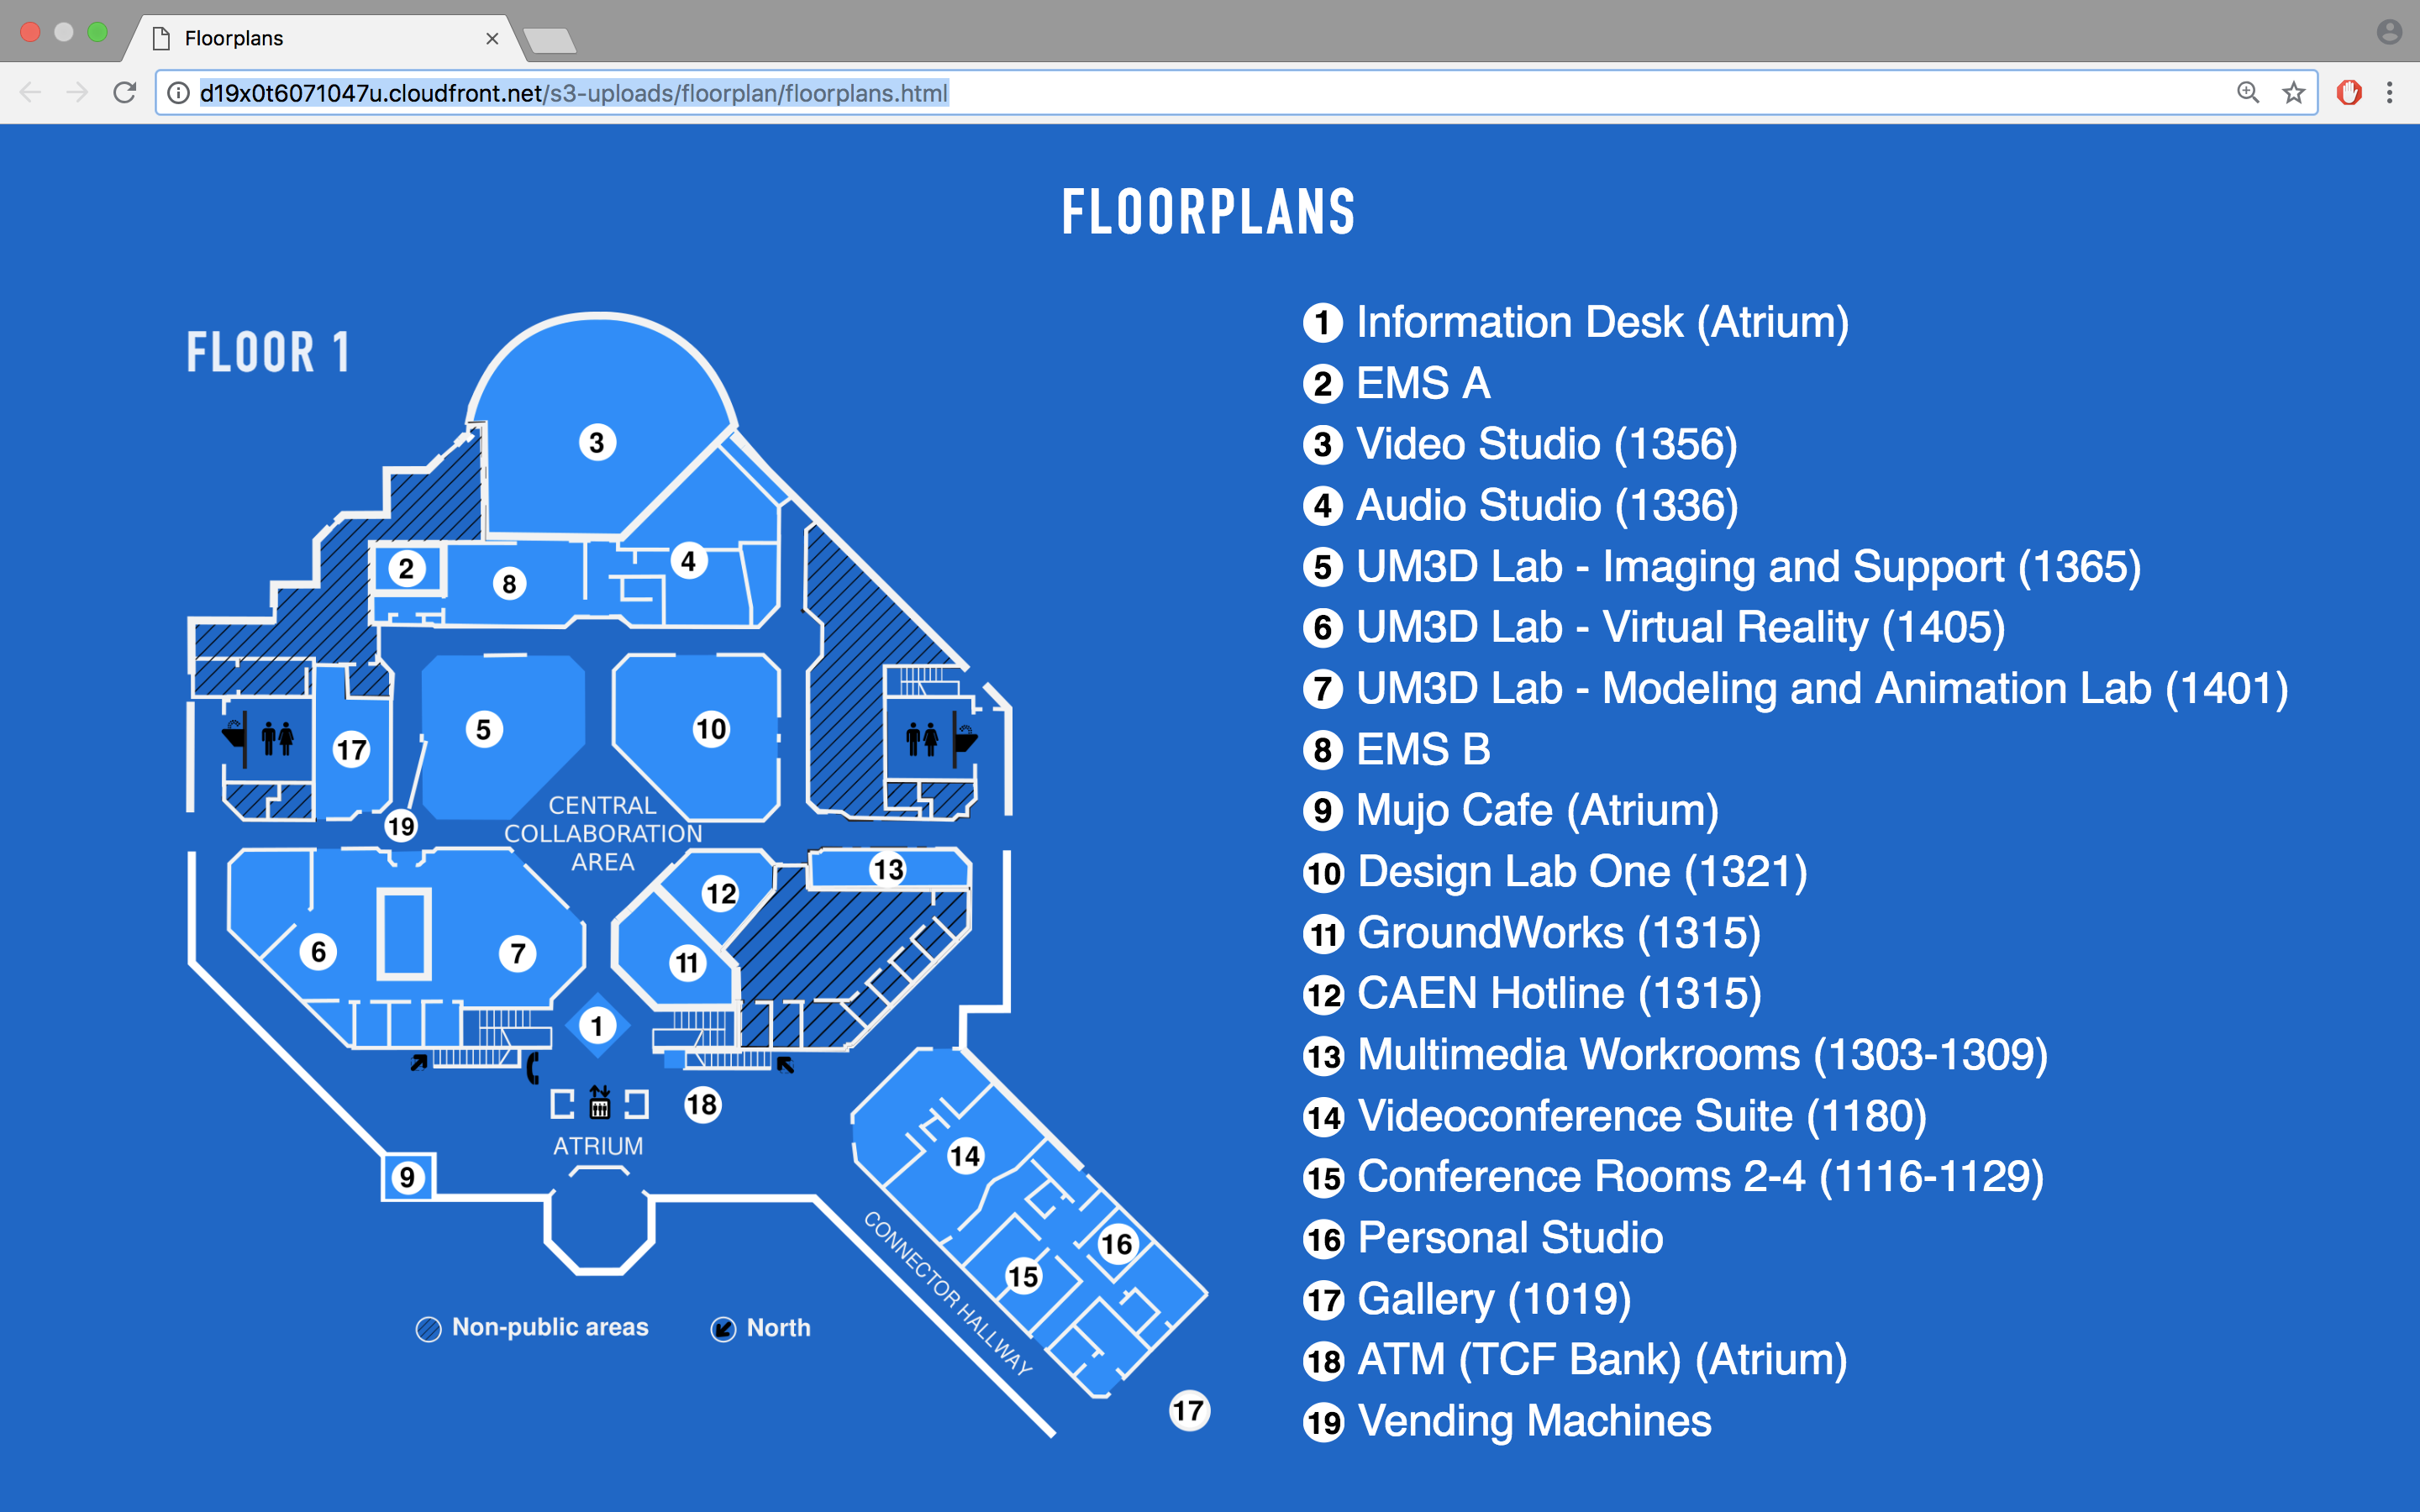 Floorplans
d19x0t6071047u.cloudfront.net/s3-uploads/floorplan/floorplans.html
FLOORPLANS
FLOOR 1
3
2
8
4
17
5
10
19
CENTRAL
COLLABORATION
AREA
13
12
6
7
11
1
18
ATRIUM
9
14
16
15
CONNECTOR HALLWAY
17
Non-public areas
North
1 Information Desk (Atrium)
2 EMS A
3 Video Studio (1356)
4 Audio Studio (1336)
5 UM3D Lab - Imaging and Support (1365)
6 UM3D Lab - Virtual Reality (1405)
7 UM3D Lab - Modeling and Animation Lab (1401)
8 EMS B
9 Mujo Cafe (Atrium)
10 Design Lab One (1321)
11 GroundWorks (1315)
12 CAEN Hotline (1315)
13 Multimedia Workrooms (1303-1309)
14 Videoconference Suite (1180)
15 Conference Rooms 2-4 (1116-1129)
16 Personal Studio
17 Gallery (1019)
18 ATM (TCF Bank) (Atrium)
19 Vending Machines